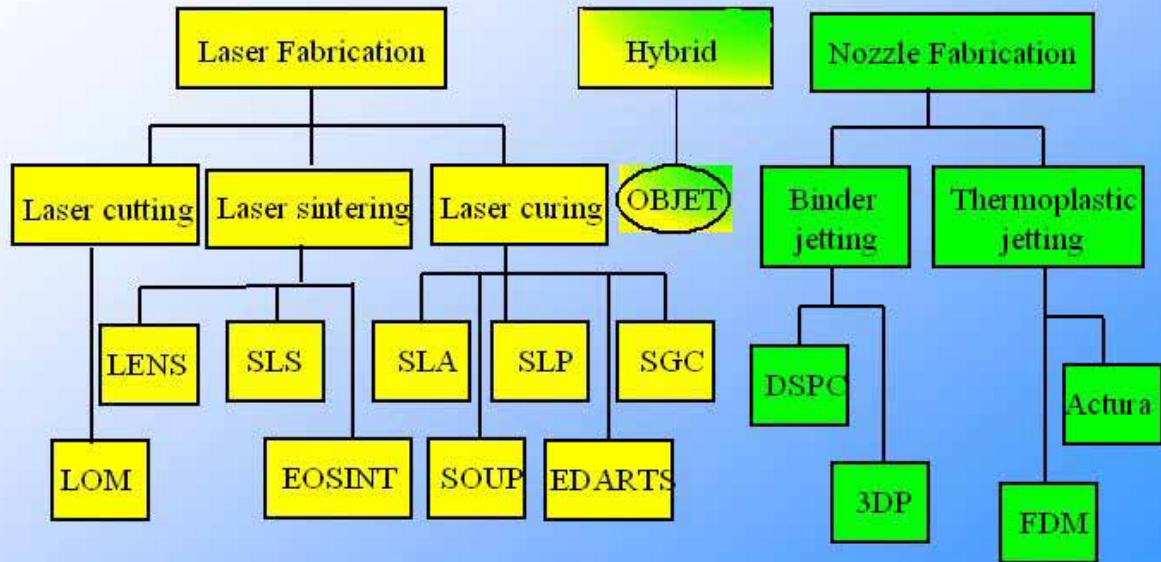 Laser Fabrication
Hybrid
Nozzle Fabrication
Laser cutting
Laser sintering
Laser curing
OBJET
Binder
jetting
Thermoplastic
jetting
LENS
SLS
SLA
SLP
SGC
DSPC
Actura
LOM
EOSINT
SOUP
EDARTS
3DP
FDM